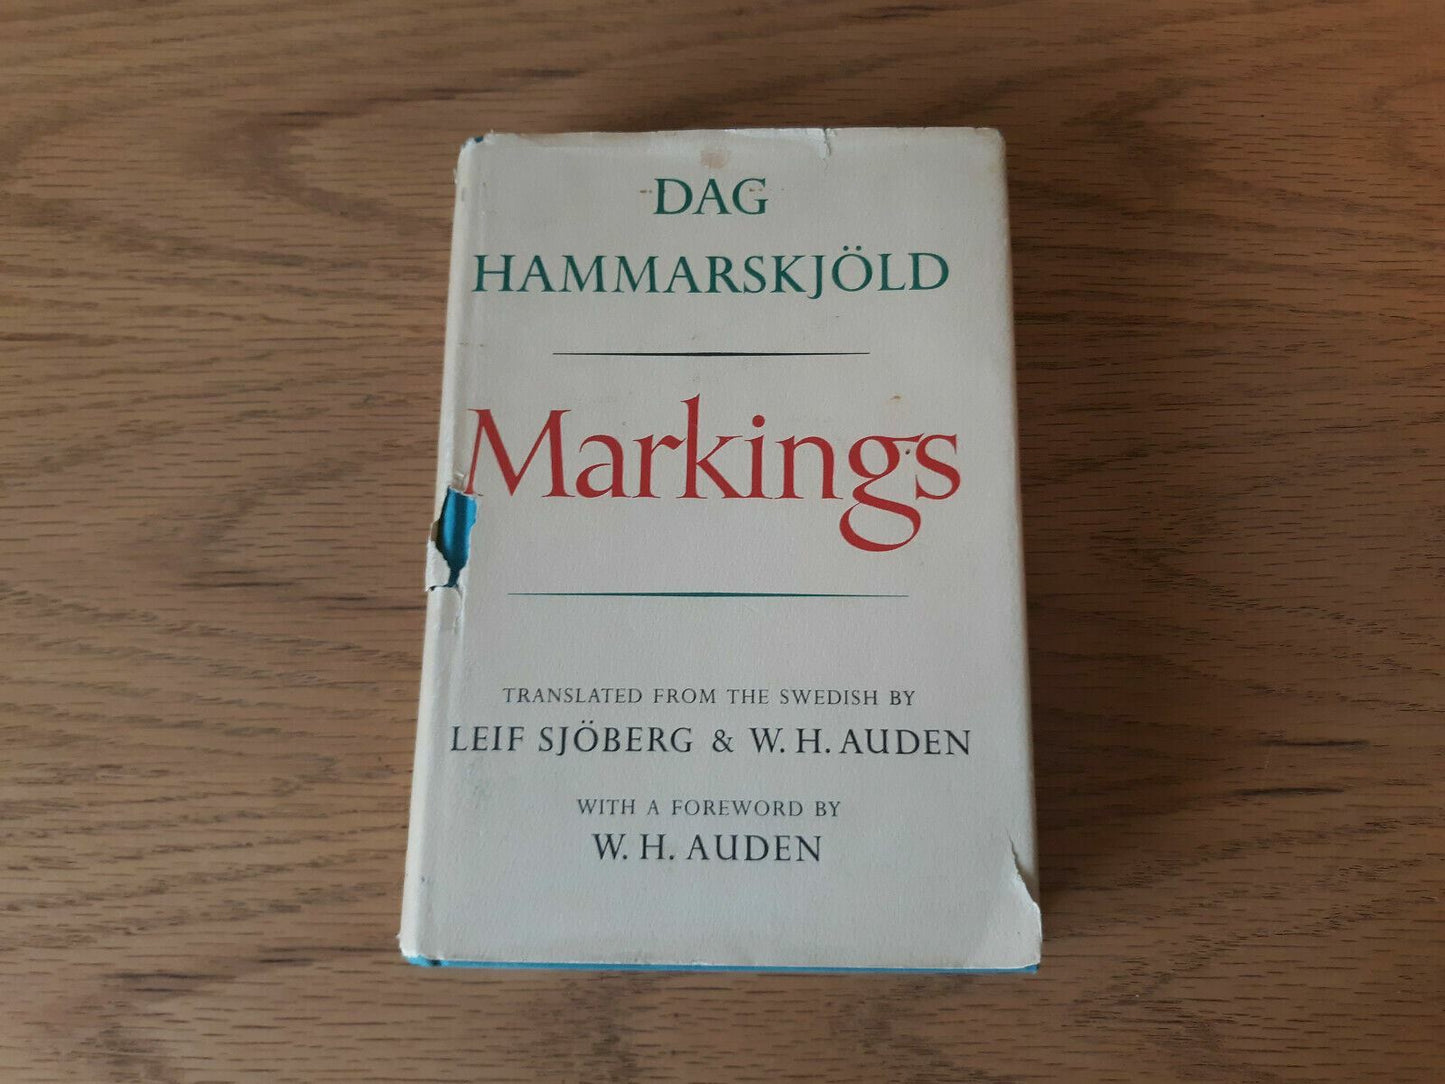 DAG
HAMMARSKJÖLD
Markings
TRANSLATED FROM THE SWEDISH BY
LEIF SJÖBERG & W. H. AUDEN
WITH A FOREWORD BY
W. H. AUDEN